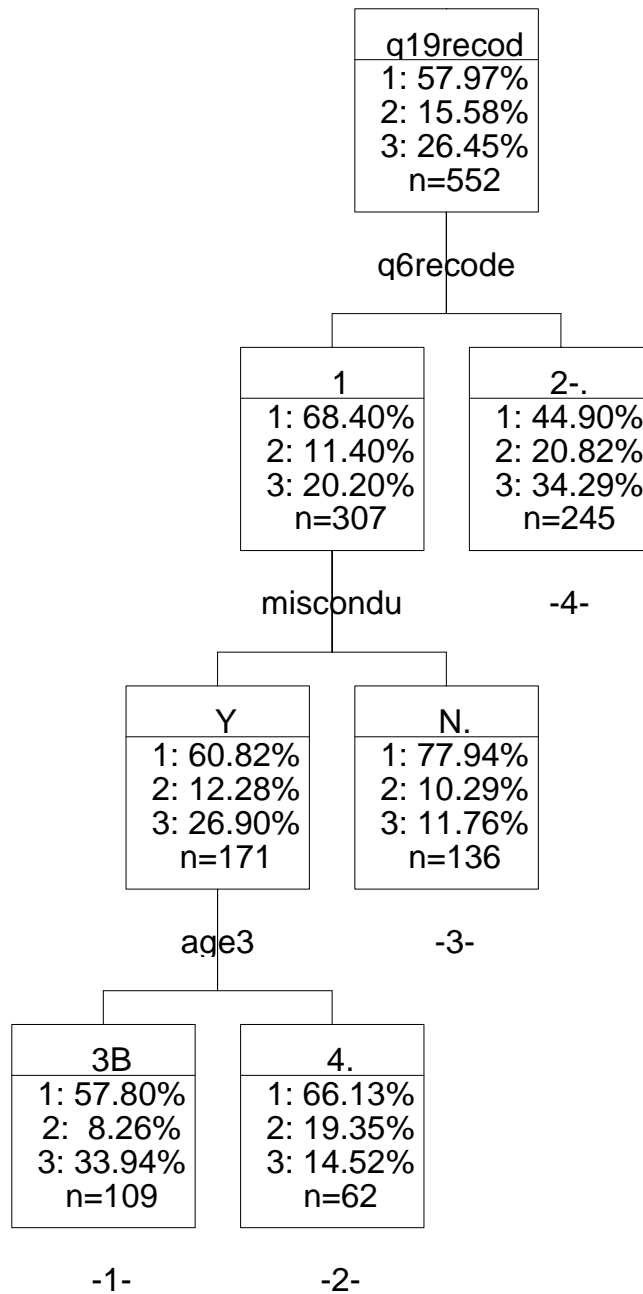 q19recod
1: 57.97%
2: 15.58%
3: 26.45%
n=552
q6recode
1
1: 68.40%
2: 11.40%
3: 20.20%
n=307
2-.
1: 44.90%
2: 20.82%
3: 34.29%
n=245
miscondu
-4-
Y
1: 60.82%
2: 12.28%
3: 26.90%
n=171
N.
1: 77.94%
2: 10.29%
3: 11.76%
n=136
age3
-3-
3B
1: 57.80%
2: 8.26%
3: 33.94%
n=109
4.
1: 66.13%
2: 19.35%
3: 14.52%
n=62
-1-
-2-